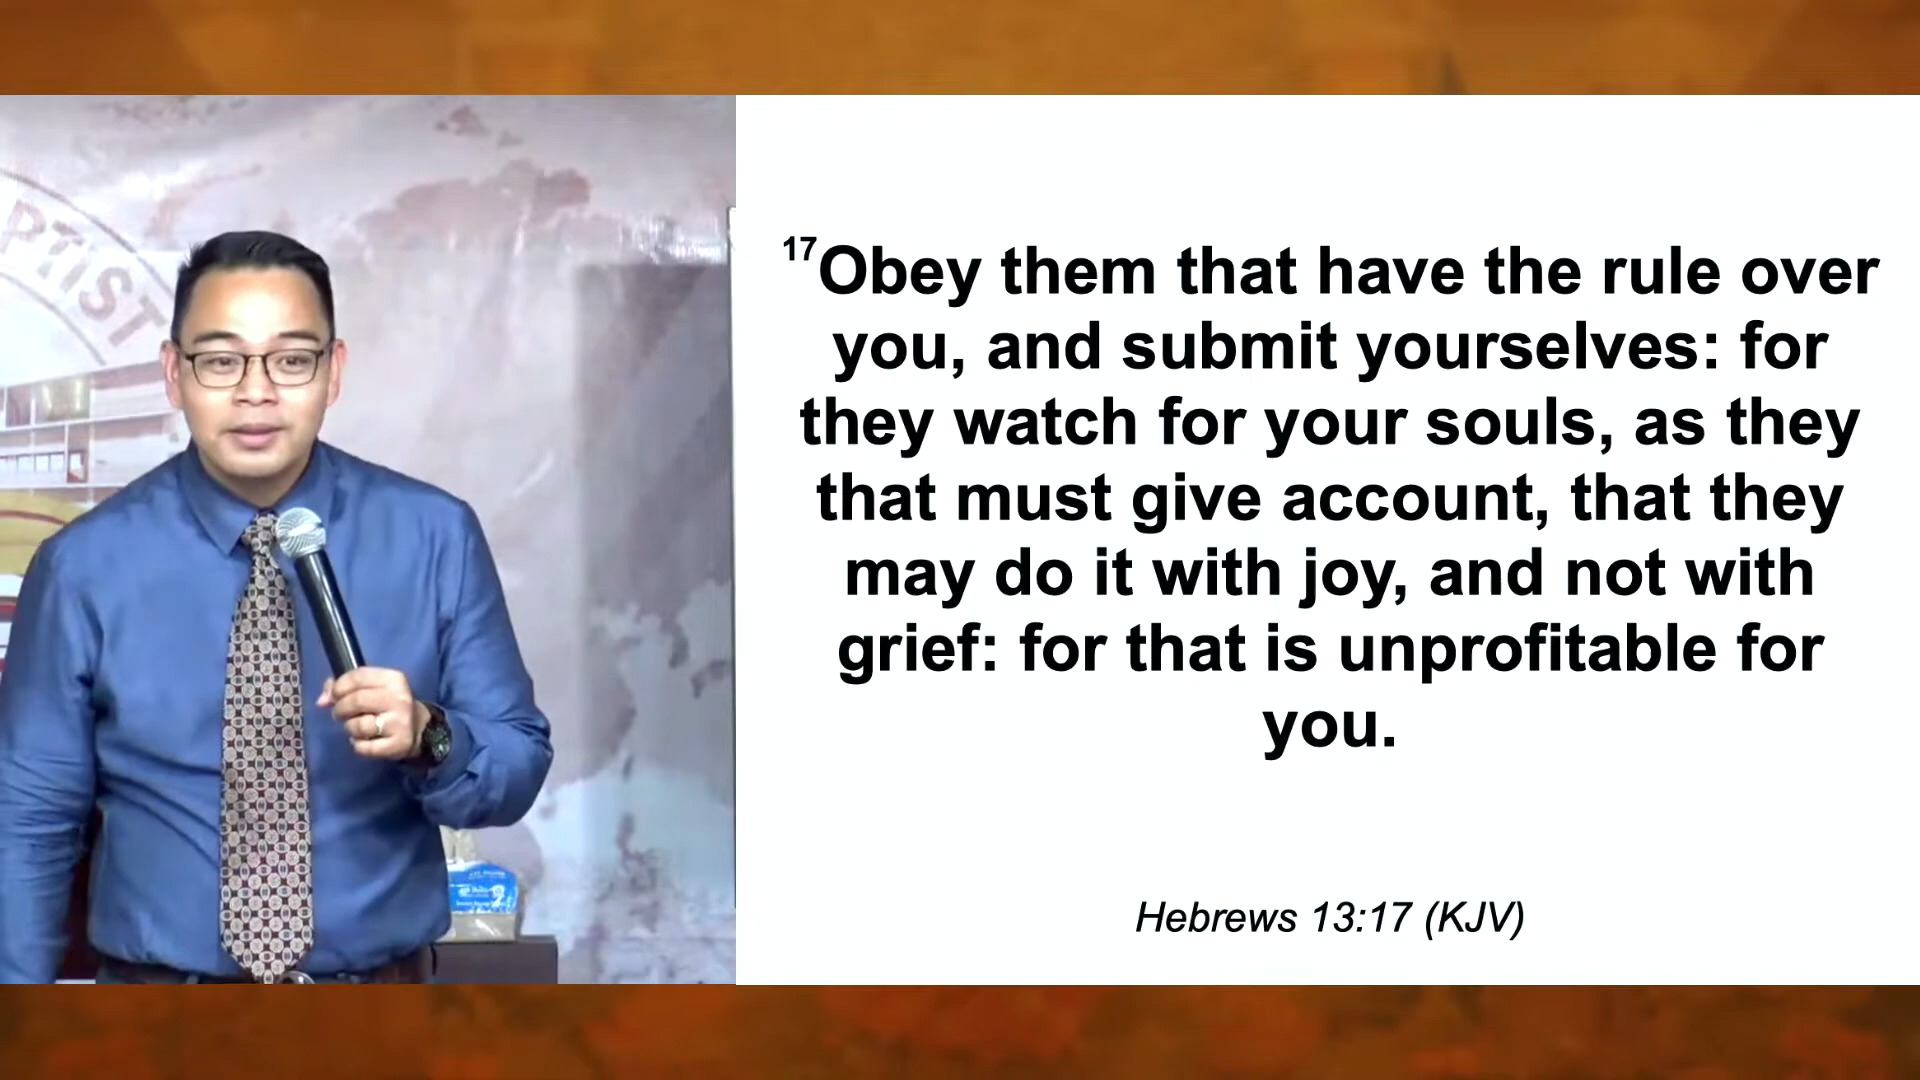 PTIST
17Obey them that have the rule over
you, and submit yourselves: for
they watch for your souls, as they
that must give account, that they
may do it with joy, and not with
grief: for that is unprofitable for
you.
Hebrews 13:17 (KJV)